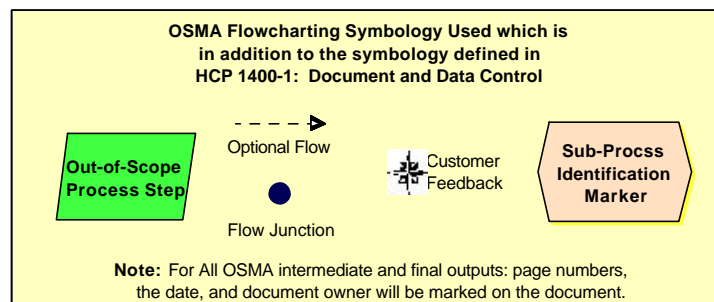 OSMA Flowcharting Symbology Used which is
in addition to the symbology defined in
HCP 1400-1: Document and Data Control
Out-of-Scope
Process Step
Optional Flow
Flow Junction
Customer
Feedback
Sub-Procss
Identification
Marker
Note: For All OSMA intermediate and final outputs: page numbers,
the date, and document owner will be marked on the document.